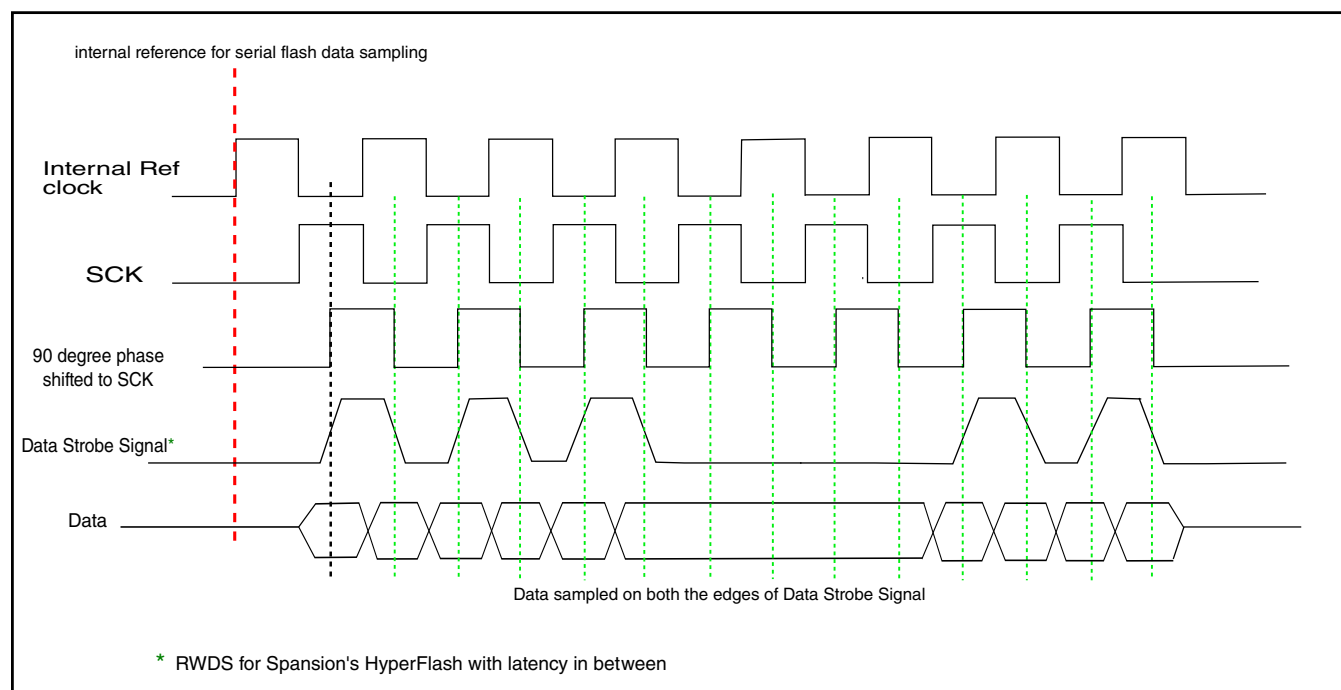 internal reference for serial flash data sampling
Internal Ref
clock
SCK
90 degree phase
shifted to SCK
Data Strobe Signal*
Data
Data sampled on both the edges of Data Strobe Signal
* RWDS for Spansion's HyperFlash with latency in between